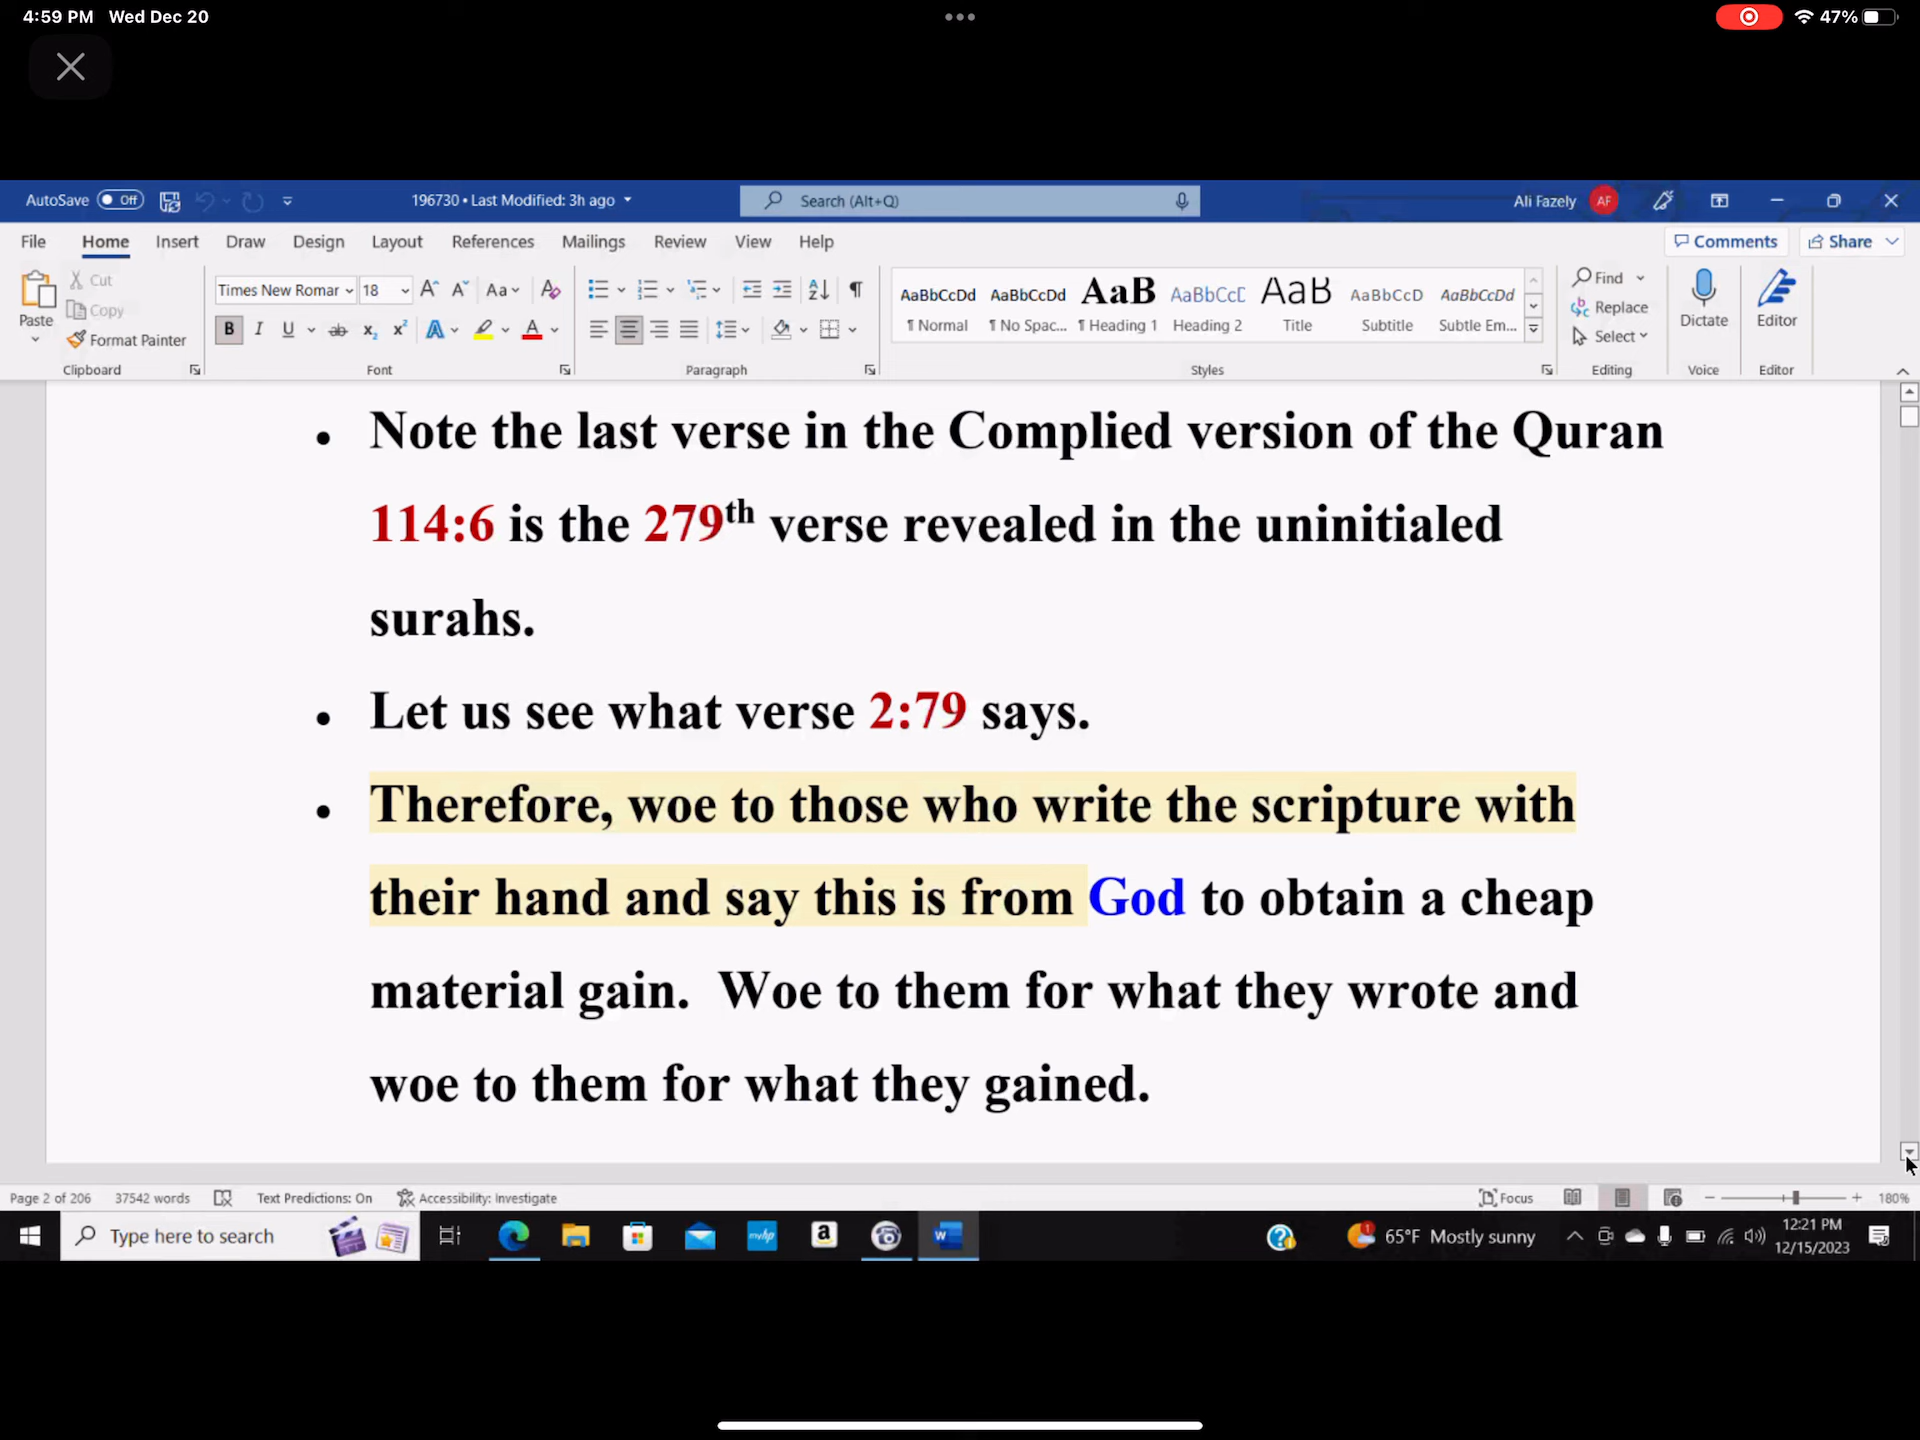 4:59 PM Wed Dec 20
47%
AutoSave Off 196730 • Last Modified: 3h ago Search (Alt+Q) Ali Fazely AF
File Home Insert Draw Design Layout References Mailings Review View Help Comments Share
Paste Cut Copy Format Painter
Clipboard
Times New Romar 18
Font
Paragraph
AaBbCcDd AaBbCcDd AaB AaBbCcD AaB AaBbCcD AaBbCcDd
¶ Normal ¶ No Spac... ¶ Heading 1 Heading 2 Title Subtitle Subtle Em...
Styles
Find
Replace
Select
Editing
Dictate
Voice
Editor
Editor
• Note the last verse in the Complied version of the Quran
114:6 is the 279th verse revealed in the uninitialed
surahs.
• Let us see what verse 2:79 says.
• Therefore, woe to those who write the scripture with
their hand and say this is from God to obtain a cheap
material gain. Woe to them for what they wrote and
woe to them for what they gained.
Page 2 of 206 37542 words Text Predictions: On Accessibility: Investigate Focus 180%
Type here to search 65°F Mostly sunny 12:21 PM
12/15/2023